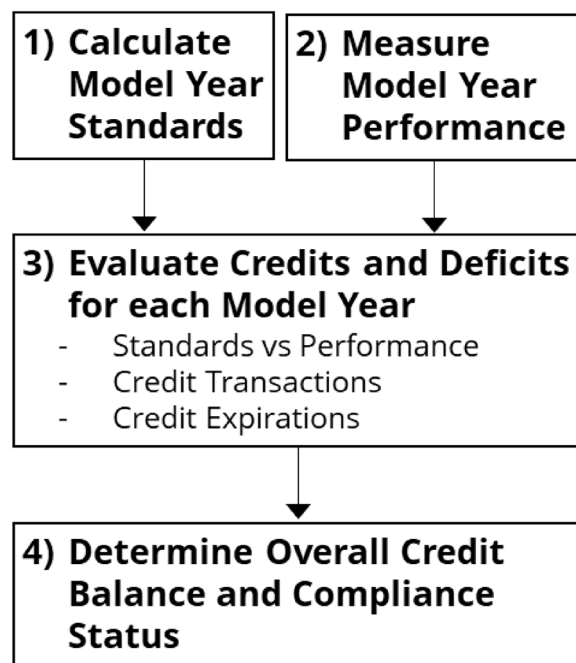 1) Calculate
Model Year
Standards
2) Measure
Model Year
Performance
3) Evaluate Credits and Deficits
for each Model Year
- Standards vs Performance
- Credit Transactions
- Credit Expirations
4) Determine Overall Credit
Balance and Compliance
Status